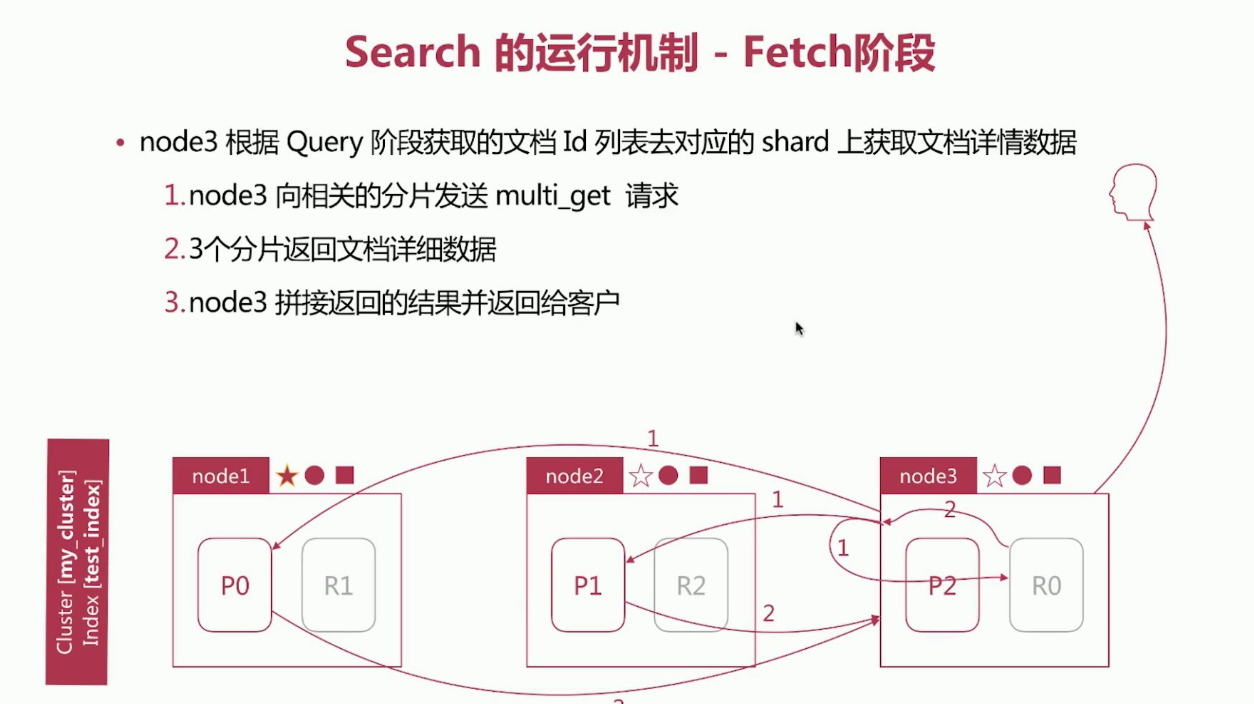 Search 的运行机制 - Fetch阶段
• node3 根据 Query 阶段获取的文档 Id 列表去对应的 shard 上获取文档详情数据
1.node3 向相关的分片发送 multi_get 请求
2.3个分片返回文档详细数据
3.node3 拼接返回的结果并返回给客户
Cluster [my_cluster]
Index [test_index]
1
node1
node2
node3
1
2
1
P0
R1
P1
R2
P2
R0
2